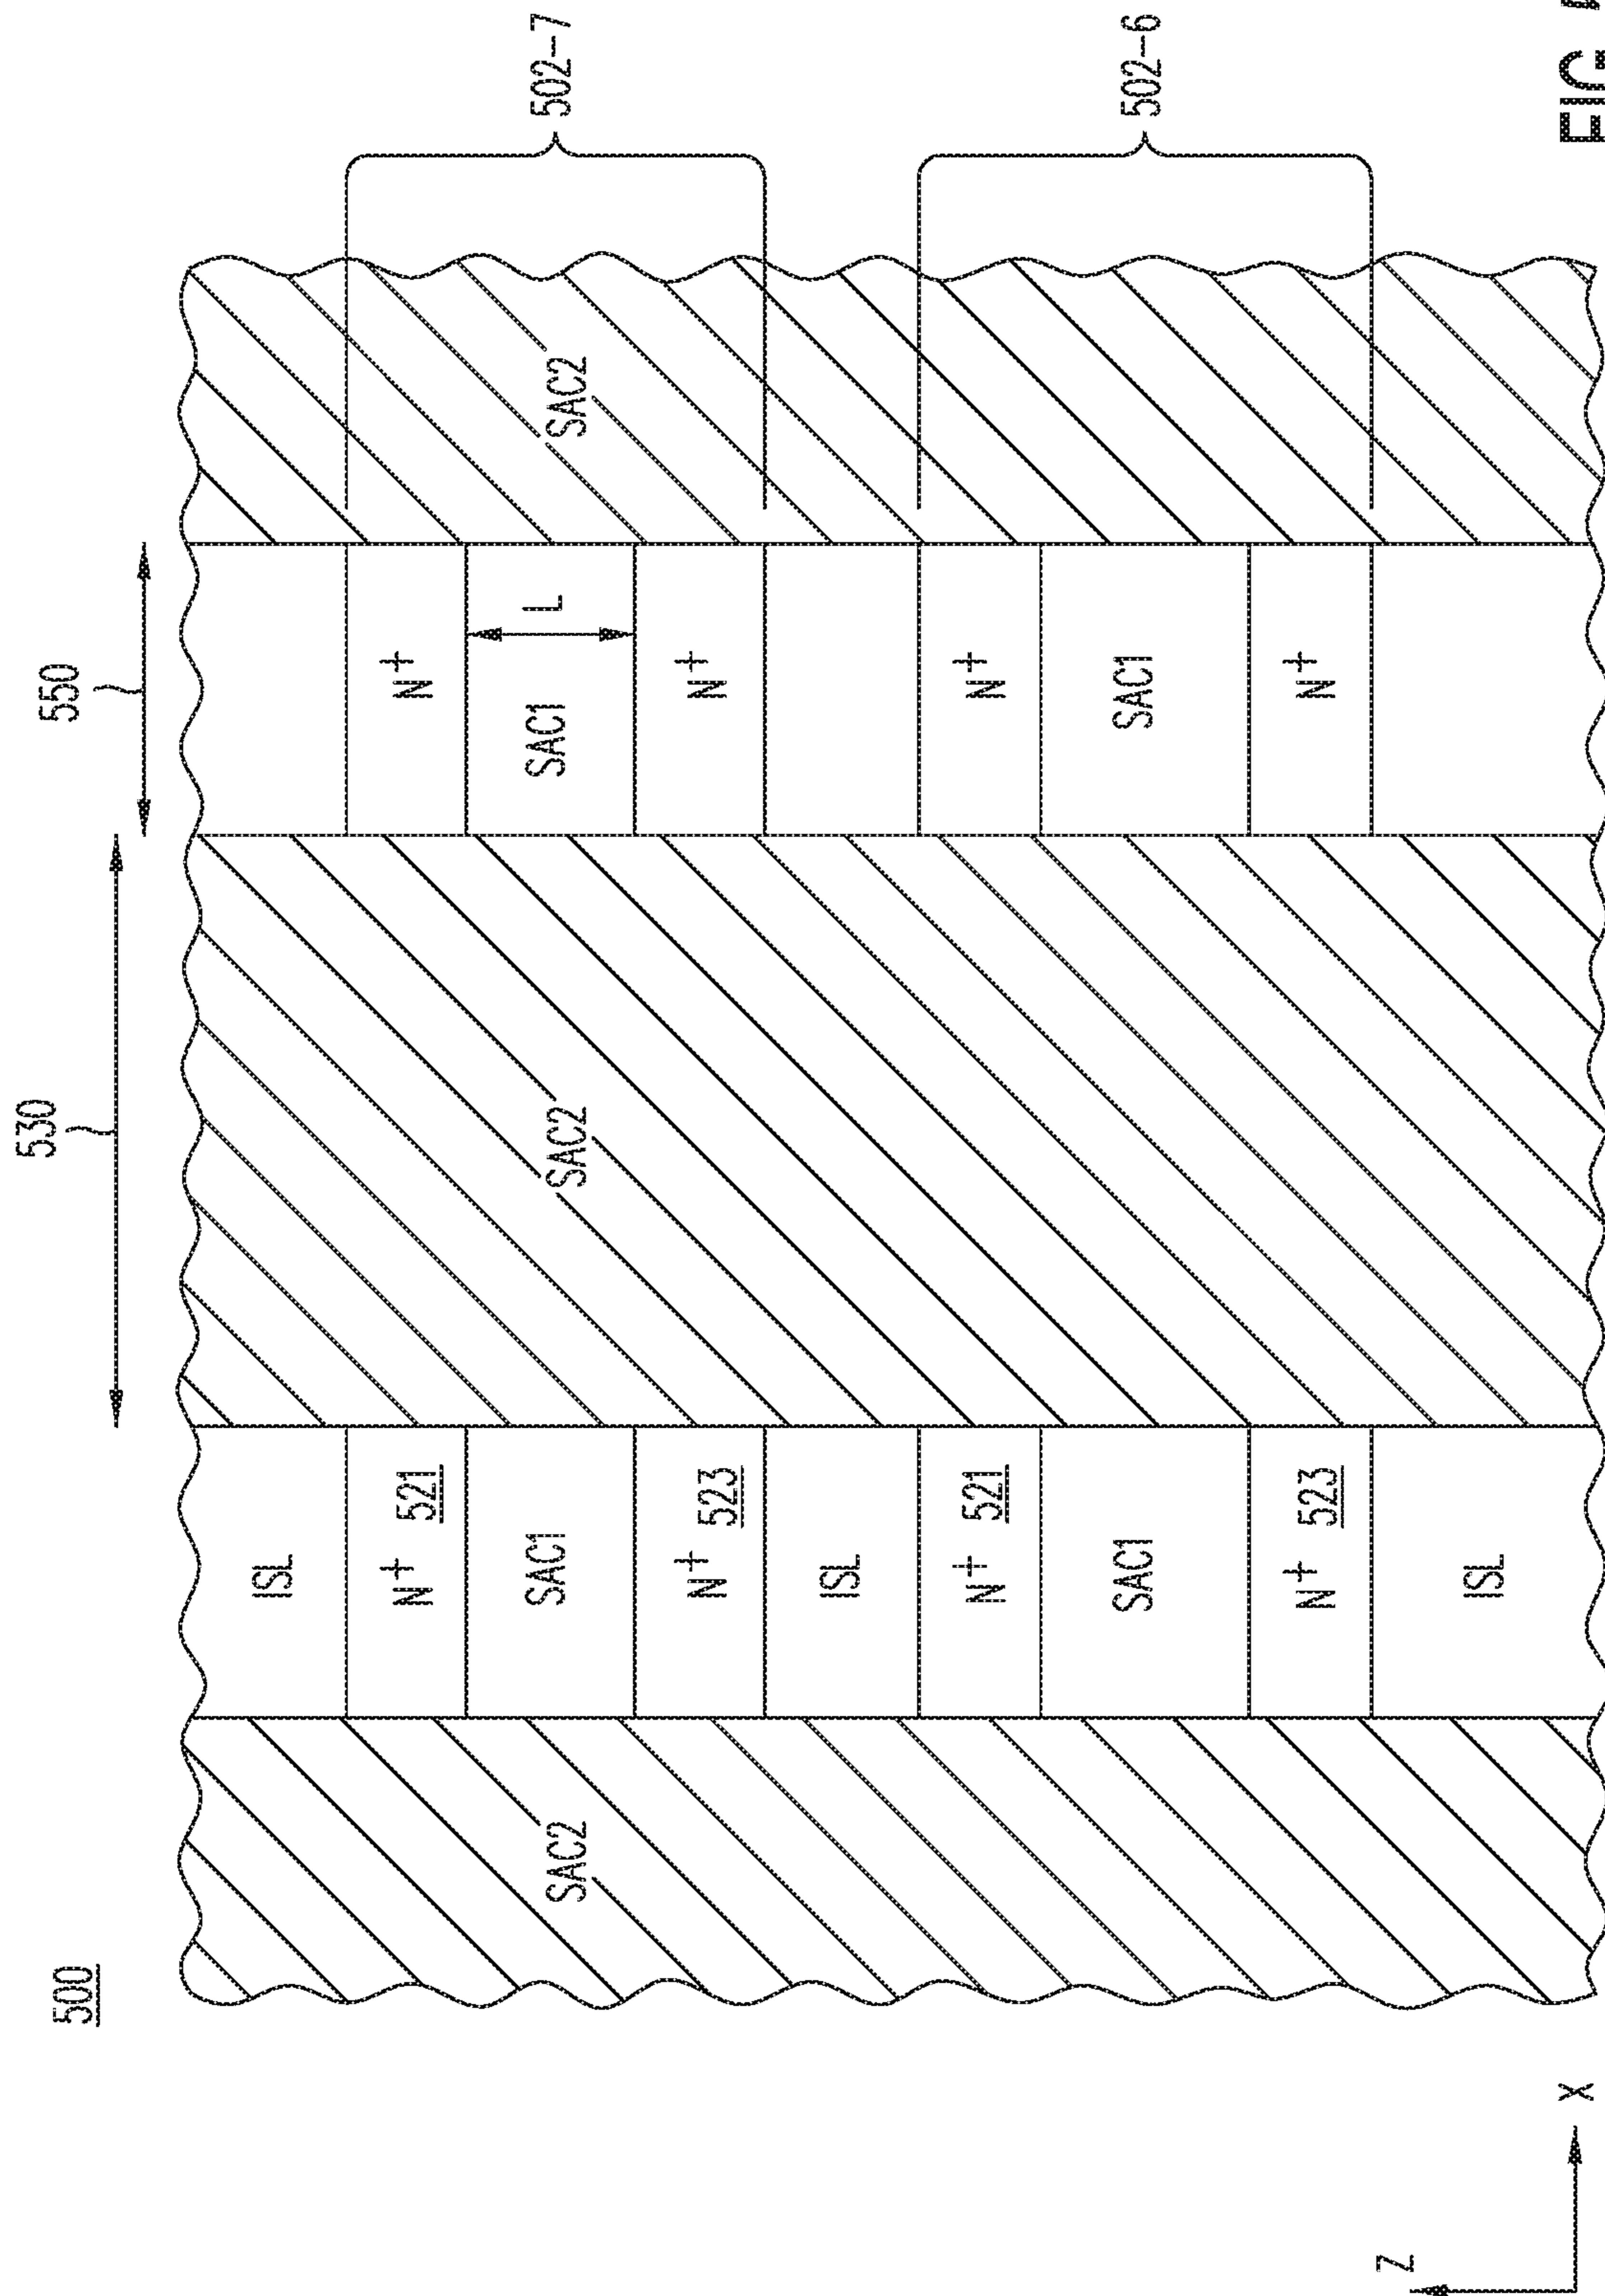 500
530
550
502–7
502–6
ISL
N+ 521
SAC1
N+ 523
ISL
N+ 521
SAC1
N+ 523
ISL
SAC2
SAC2
SAC2
N+
SAC1
L
N+
N+
SAC1
N+
Z
X
FIG.